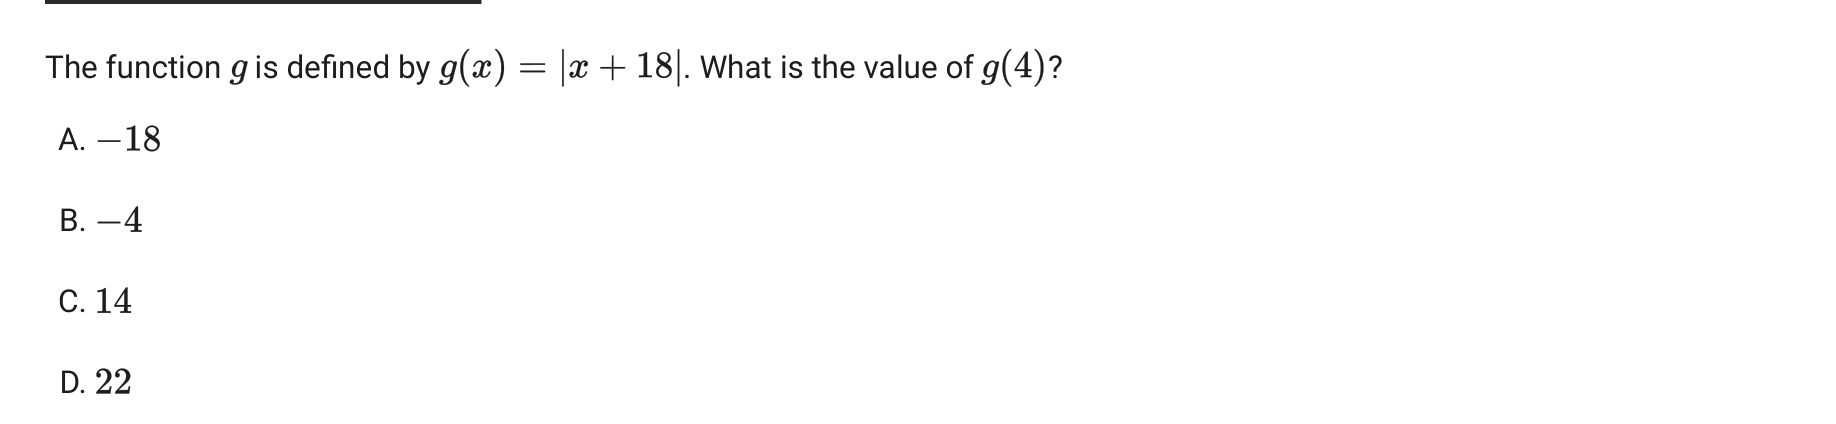 The function g is defined by g(x) = |x + 18|. What is the value of g(4)?
A. −18
B. −4
C. 14
D. 22